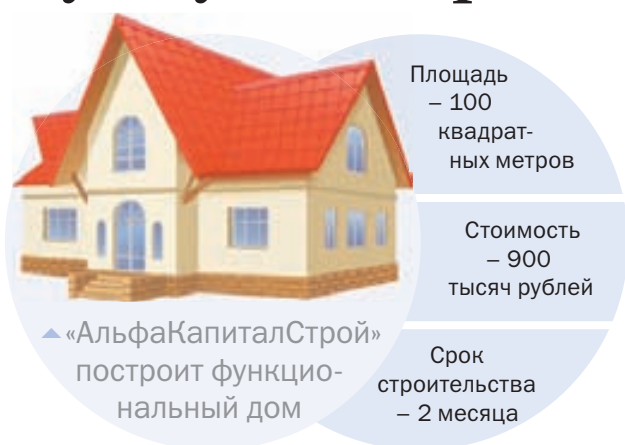 Площадь
– 100
квадрат-
ных метров
Стоимость
– 900
тысяч рублей
Срок
строительства
– 2 месяца
«АльфаКапиталСтрой»
построит функцио-
нальный дом